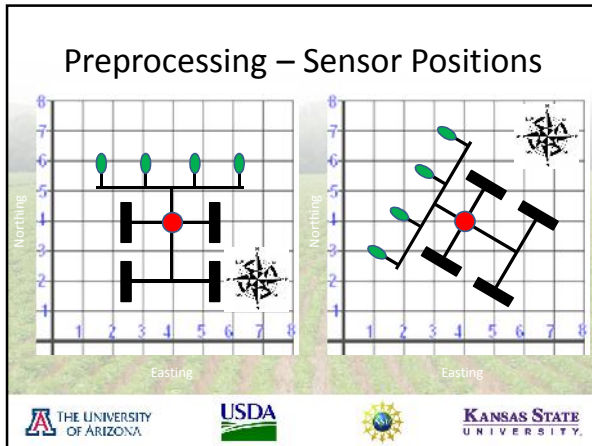 Preprocessing – Sensor Positions
8
7
6
5
4
3
2
1
1 2 3 4 5 6 7 8
Northing
Easting
8
7
6
5
4
3
2
1
1 2 3 4 5 6 7 8
Northing
Easting
THE UNIVERSITY
OF ARIZONA
USDA
NSF
KANSAS STATE
UNIVERSITY.